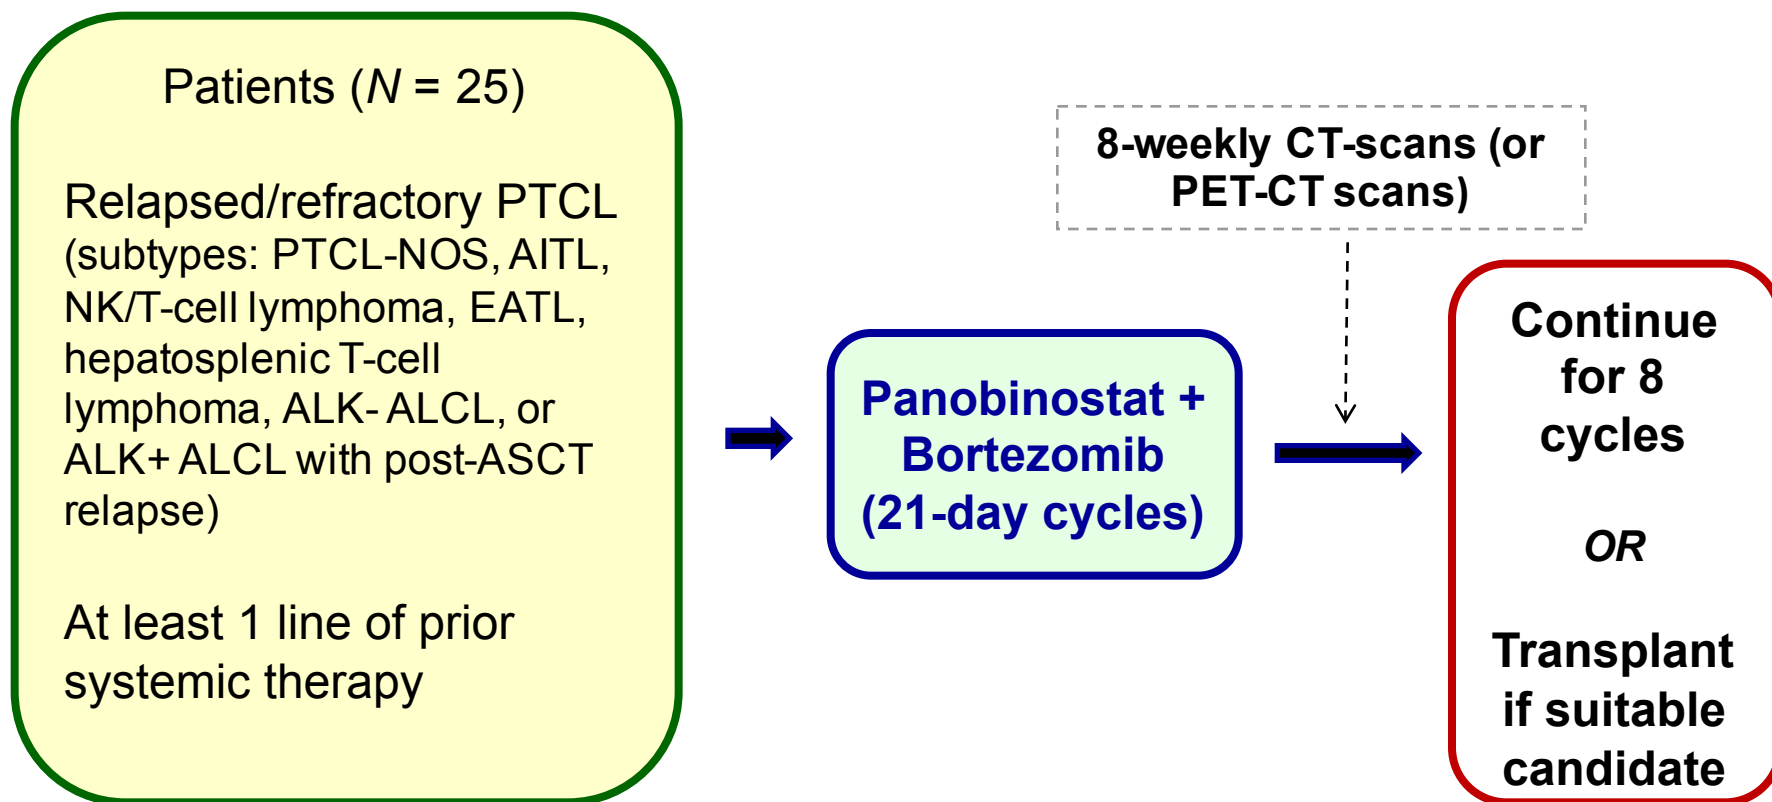 Patients (N = 25)
Relapsed/refractory PTCL
(subtypes: PTCL-NOS, AITL,
NK/T-cell lymphoma, EATL,
hepatosplenic T-cell
lymphoma, ALK- ALCL, or
ALK+ ALCL with post-ASCT
relapse)
At least 1 line of prior
systemic therapy
Panobinostat +
Bortezomib
(21-day cycles)
8-weekly CT-scans (or
PET-CT scans)
Continue
for 8
cycles
OR
Transplant
if suitable
candidate